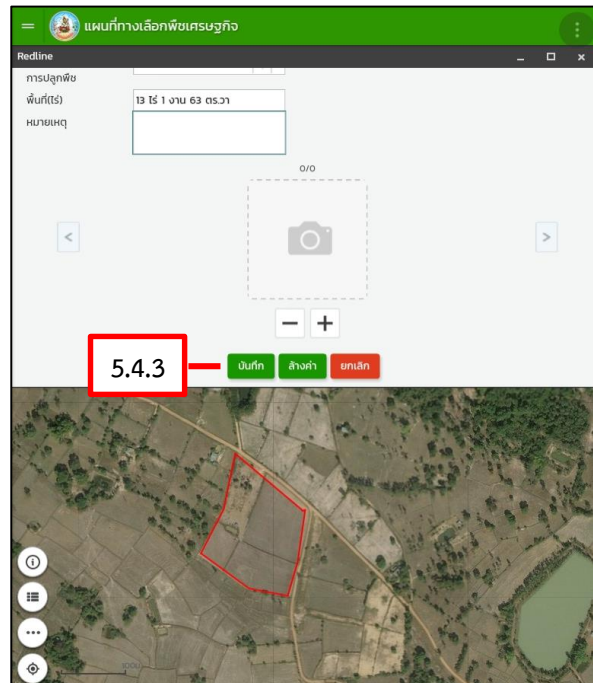 แผนที่ทางเลือกพืชเศรษฐกิจ
Redline
การปลูกพืช
พื้นที่(ไร่)
13 ไร่ 1 งาน 63 ตร.วา
หมายเหตุ
0/0
<
>
5.4.3
บันทึก
ล้างค่า
ยกเลิก